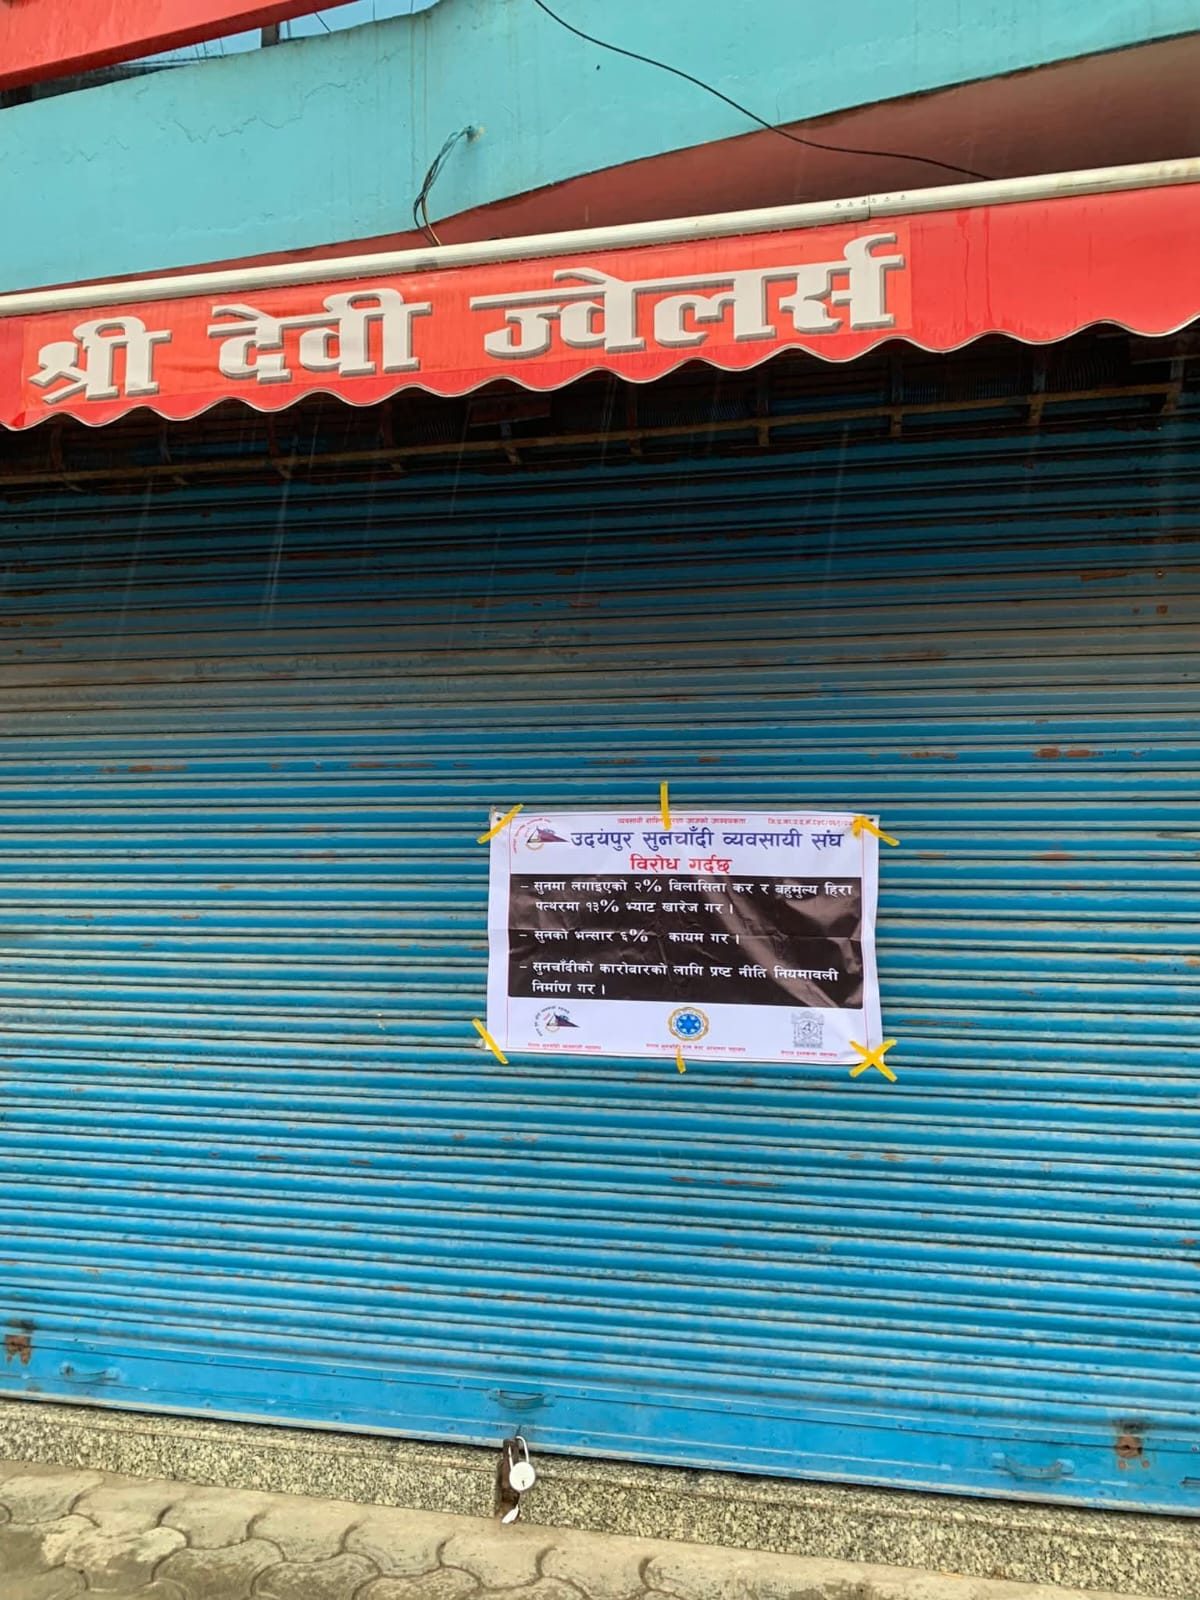 श्री देवी ज्वेलर्स
उदयपुर सुनचाँदी व्यवसायी संघ
विरोध गर्दछ
- सुनमा लगाइएको २% विलासिता कर र बहुमुल्य हिरा
पत्थरमा १३% भ्याट खारेज गर ।
- सुनको भन्सार ६% कायम गर ।
- सुनचाँदीको कारोबारको लागि प्रष्ट नीति नियमावली
निर्माण गर ।